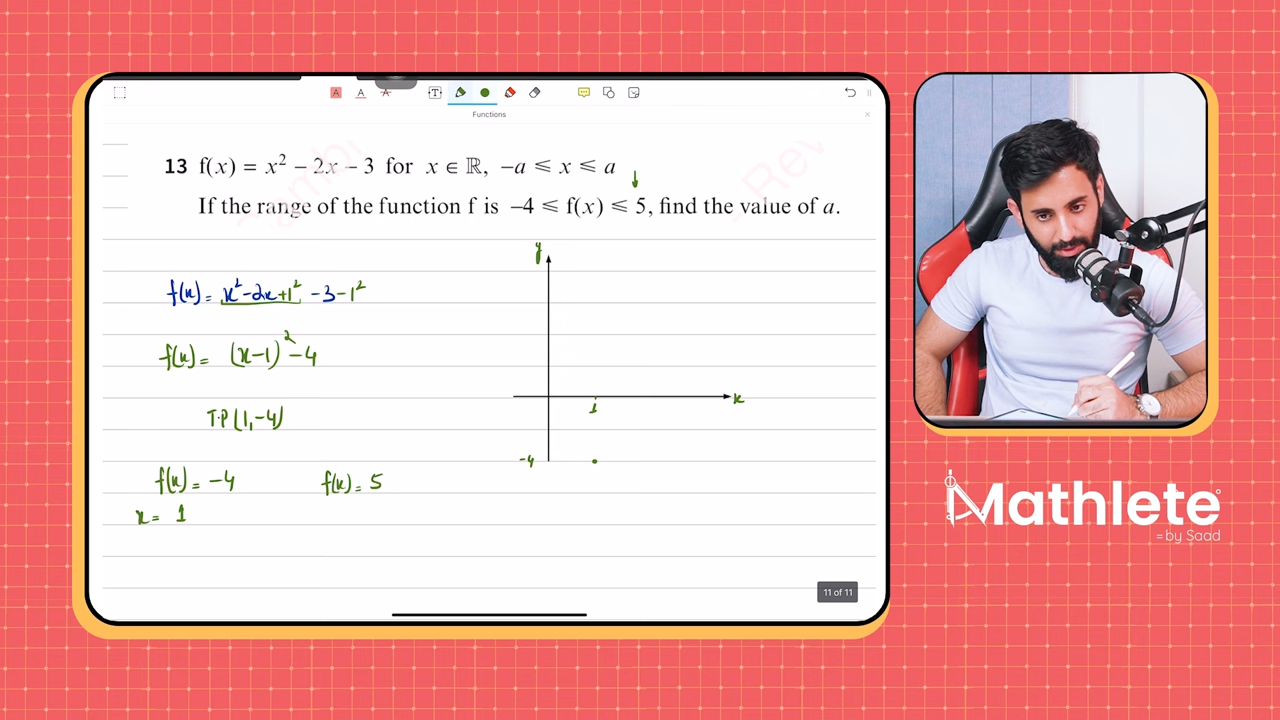 Functions
13 f(x) = x² − 2x − 3 for x ∈ ℝ, −a ⩽ x ⩽ a
If the range of the function f is −4 ⩽ f(x) ⩽ 5, find the value of a.
f(x) = x² − 2x + 1² − 3 − 1²
f(x) = (x − 1)² − 4
T.P (1, −4)
f(x) = −4
f(x) = 5
x = 1
y
x
1
−4
11 of 11
Mathlete
= by Saad